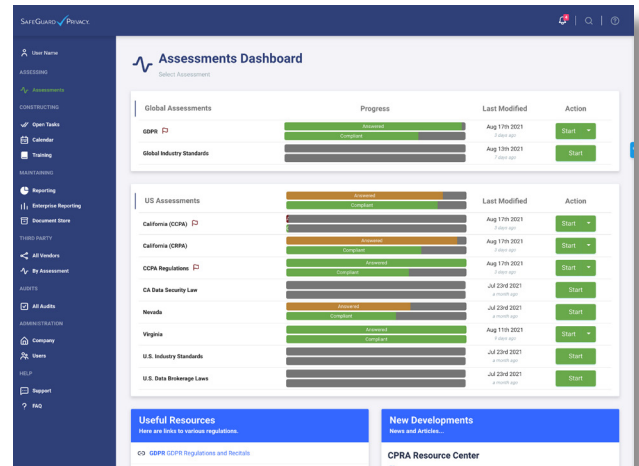 SAFEGUARD PRIVACY
User Name
ASSESSING
Assessments
CONSTRUCTING
Open Tasks
Calendar
Training
MAINTAINING
Reporting
Enterprise Reporting
Document Store
THIRD PARTY
All Vendors
By Assessment
AUDITS
All Audits
ADMINISTRATION
Company
Users
HELP
Support
FAQ
Assessments Dashboard
Select Assessment
Global Assessments Progress Last Modified Action
GDPR Answered Aug 17th 2021 Start
Compliant 3 days ago
Global Industry Standards Aug 13th 2021 Start
7 days ago
US Assessments Answered Last Modified Action
Compliant
California (CCPA) Aug 17th 2021 Start
3 days ago
California (CRPA) Answered Aug 17th 2021 Start
Compliant 3 days ago
CCPA Regulations Answered Aug 17th 2021 Start
Compliant 3 days ago
CA Data Security Law Jul 23rd 2021 Start
a month ago
Nevada Answered Jul 23rd 2021 Start
Compliant a month ago
Virginia Answered Aug 11th 2021 Start
Compliant
U.S. Industry Standards Jul 23rd 2021 Start
a month ago
U.S. Data Brokerage Laws Jul 23rd 2021 Start
a month ago
Useful Resources
Here are links to various regulations.
GDPR GDPR Regulations and Recitals
New Developments
News and Articles...
CPRA Resource Center